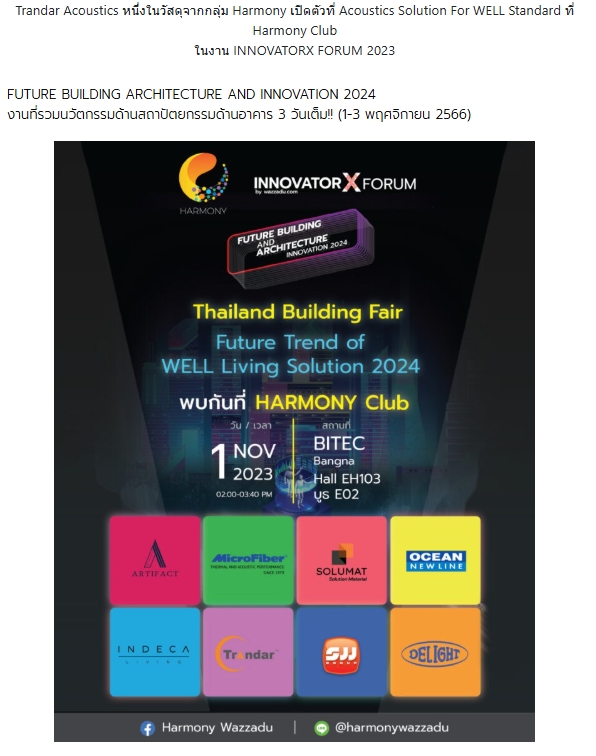 Trandar Acoustics หนึ่งในวัสดุจากกลุ่ม Harmony เปิดตัวที่ Acoustics Solution For WELL Standard ที่
Harmony Club
ในงาน INNOVATORX FORUM 2023
FUTURE BUILDING ARCHITECTURE AND INNOVATION 2024
งานที่รวมนวัตกรรมด้านสถาปัตยกรรมด้านอาคาร 3 วันเต็ม!! (1-3 พฤศจิกายน 2566)
HARMONY
INNOVATOR X FORUM
by wazzadu.com
FUTURE BUILDING
AND
ARCHITECTURE
INNOVATION 2024
Thailand Building Fair
Future Trend of
WELL Living Solution 2024
พบกันที่ HARMONY Club
วัน / เวลา
1 NOV
2023
02:00-03:40 PM
สถานที่
BITEC
Bangna
Hall EH103
บูธ E02
ARTIFACT
MicroFiber
THERMAL AND ACOUSTIC PERFORMANCE
SINCE 1979
SOLUMAT
Solution Material
OCEAN
NEWLINE
INDECA
LIVING
Trandar
SJJ
GROUP
DELIGHT
Harmony Wazzadu | @harmonywazzadu